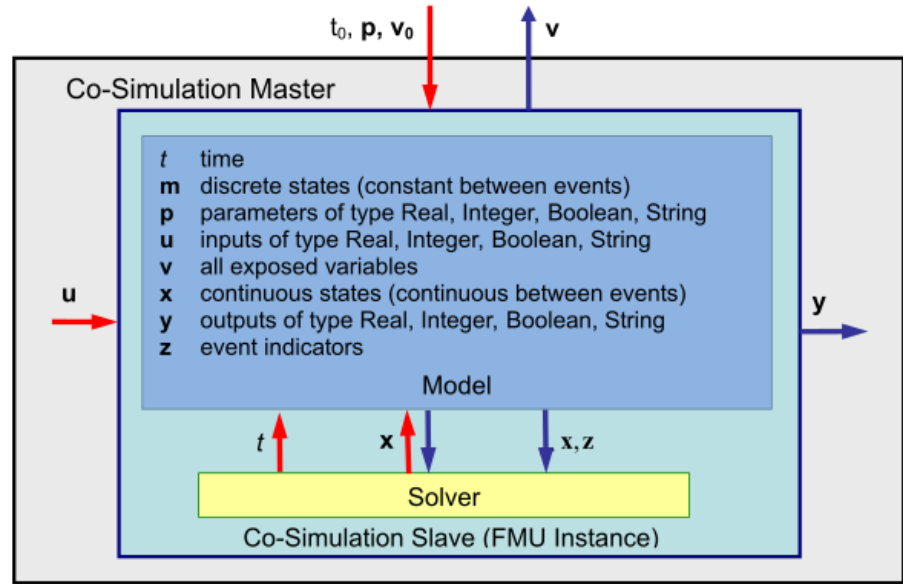 t₀, p, v₀
v
Co-Simulation Master
t time
m discrete states (constant between events)
p parameters of type Real, Integer, Boolean, String
u inputs of type Real, Integer, Boolean, String
v all exposed variables
x continuous states (continuous between events)
y outputs of type Real, Integer, Boolean, String
z event indicators
u
y
Model
t
x
x, z
Solver
Co-Simulation Slave (FMU Instance)